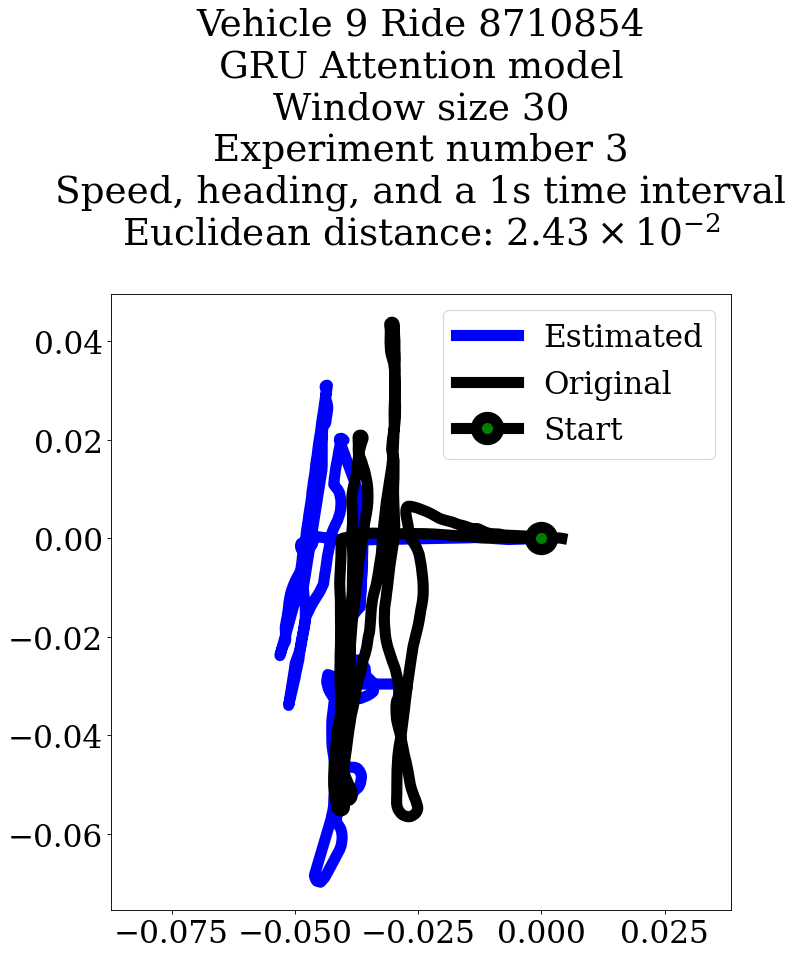 Vehicle 9 Ride 8710854
GRU Attention model
Window size 30
Experiment number 3
Speed, heading, and a 1s time interval
Euclidean distance: 2.43 × 10⁻²
Estimated
Original
Start
0.04
0.02
0.00
−0.02
−0.04
−0.06
−0.075 −0.050 −0.025 0.000 0.025